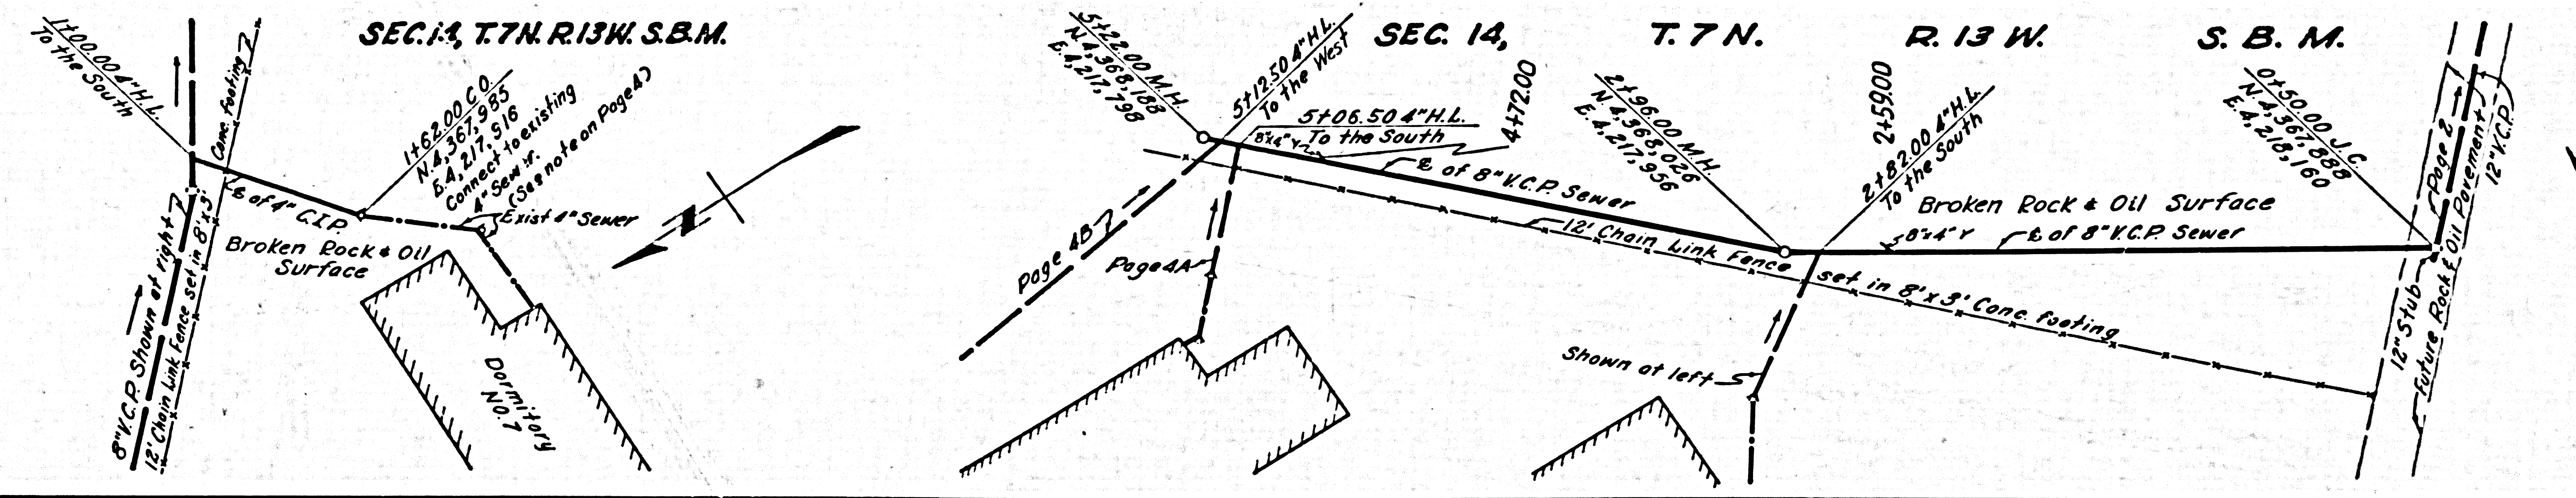 SEC. 14, T.7N. R.13W. S.B.M.
1+00.00 4" H.L.
To the South
Conc. footing
1+62.00 C.O.
N.4,367,985
E.4,217,916
Connect to existing
4" Sewer.
(See note on Page 4)
℄ of 4" C.I.P.
Exist 4" Sewer
Broken Rock & Oil
Surface
8" V.C.P. Shown at right
12' Chain Link Fence set in 8'x3'
Dormitory
NO. 7
SEC. 14, T. 7 N. R. 13 W. S. B. M.
5+22.00 M.H.
N.4,368,188
E.4,217,798
5+12.50 4" H.L.
To the West
5+06.50 4" H.L.
To the South
8"x4" Y
4+72.00
℄ of 8" V.C.P. Sewer
2+96.00 M.H.
N.4,368,026
E.4,217,956
2+59.00
2+82.00 4" H.L.
To the South
Broken Rock & Oil Surface
8"x4" Y
℄ of 8" V.C.P. Sewer
0+50.00 J.C.
N.4,367,888
E.4,218,160
Page 2
12" V.C.P.
Page 4B
Page 4A
12' Chain Link Fence set in 8'x3' Conc. footing
Shown at left
12" Stub
Future Rock & Oil Pavement